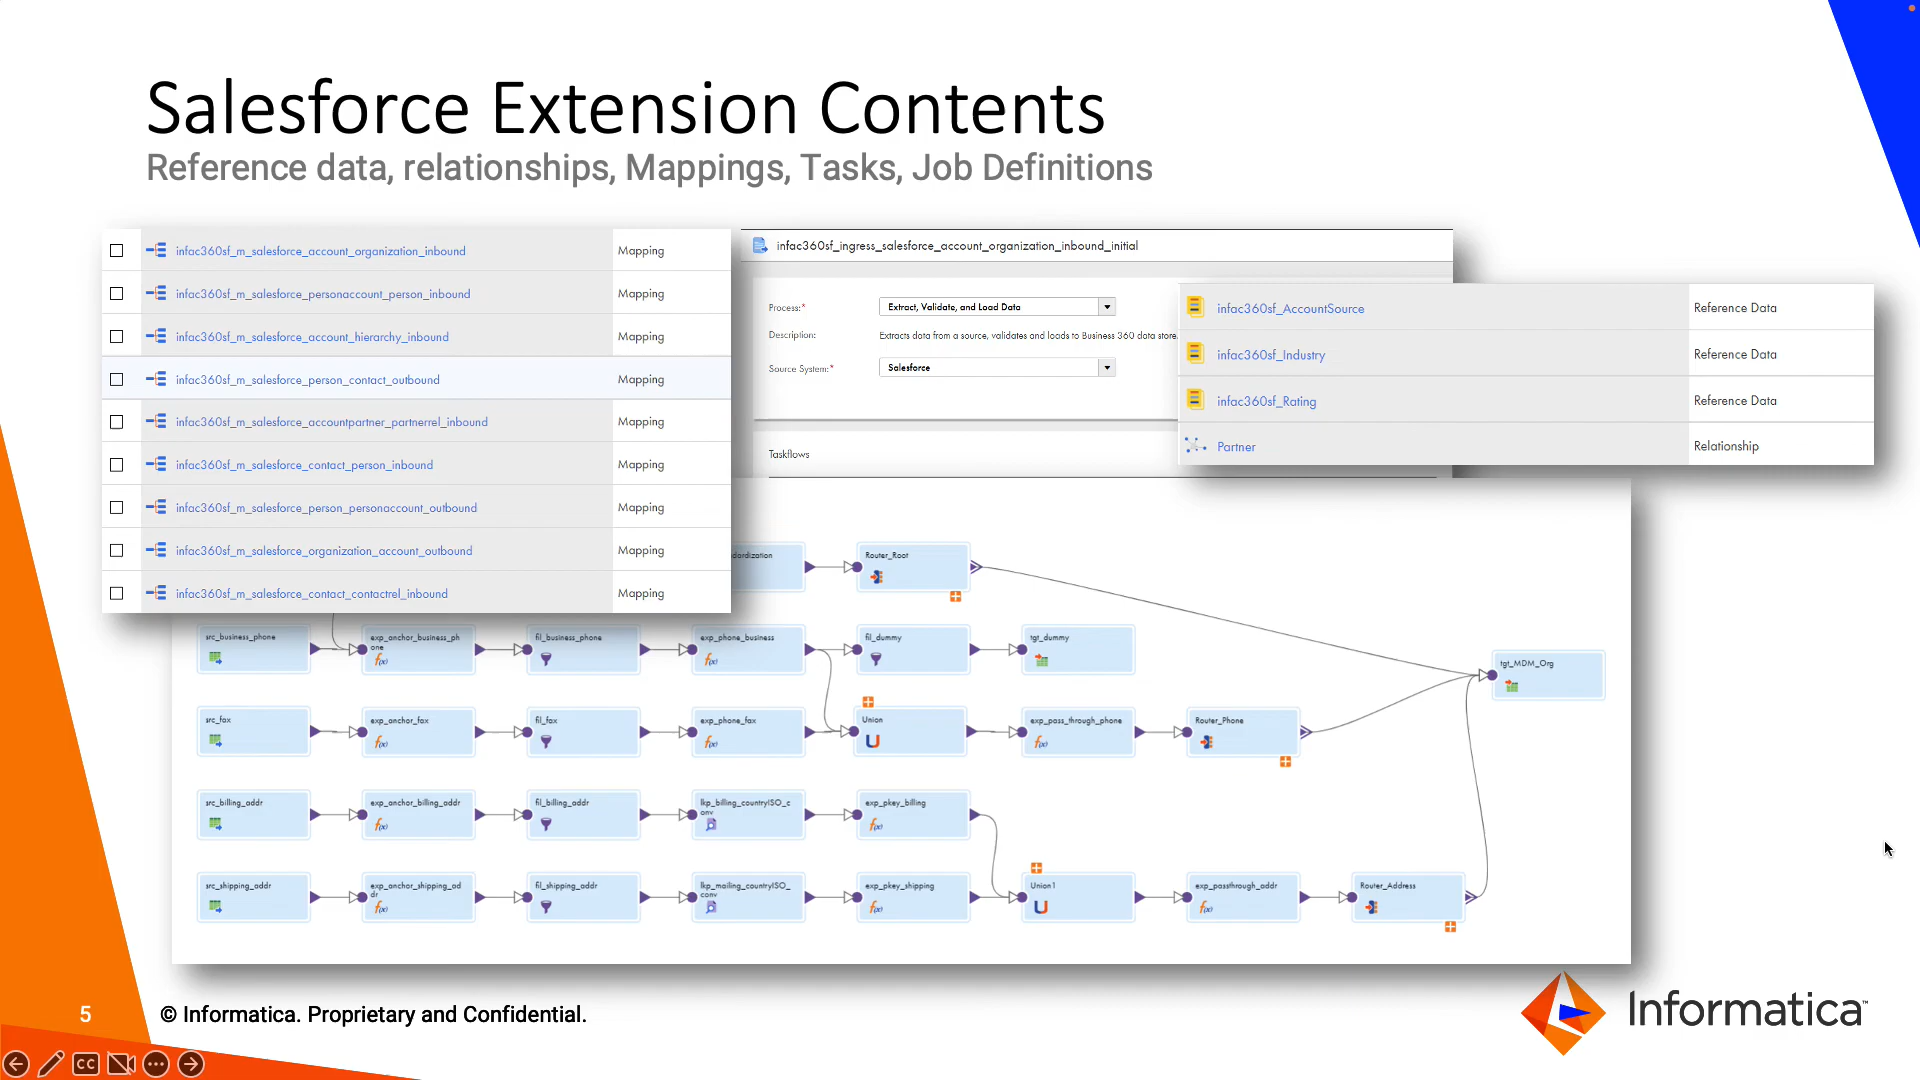 Salesforce Extension Contents
Reference data, relationships, Mappings, Tasks, Job Definitions
infac360sf_m_salesforce_account_organization_inbound Mapping
infac360sf_m_salesforce_personaccount_person_inbound Mapping
infac360sf_m_salesforce_account_hierarchy_inbound Mapping
infac360sf_m_salesforce_person_contact_outbound Mapping
infac360sf_m_salesforce_accountpartner_partnerrel_inbound Mapping
infac360sf_m_salesforce_contact_person_inbound Mapping
infac360sf_m_salesforce_person_personaccount_outbound Mapping
infac360sf_m_salesforce_organization_account_outbound Mapping
infac360sf_m_salesforce_contact_contactrel_inbound Mapping
infac360sf_ingress_salesforce_account_organization_inbound_initial
Process:* Extract, Validate, and Load Data
Description: Extracts data from a source, validates and loads to Business 360 data store.
Source System:* Salesforce
Taskflows
infac360sf_AccountSource Reference Data
infac360sf_Industry Reference Data
infac360sf_Rating Reference Data
Partner Relationship
Router_Root
src_business_phone
exp_anchor_business_ph
one
fil_business_phone
exp_phone_business
fil_dummy
tgt_dummy
tgt_MDM_Org
src_fax
exp_anchor_fax
fil_fax
exp_phone_fax
Union
exp_pass_through_phone
Router_Phone
src_billing_addr
exp_anchor_billing_addr
fil_billing_addr
lkp_billing_countryISO_c
onv
exp_pkey_billing
src_shipping_addr
exp_anchor_shipping_ad
dr
fil_shipping_addr
lkp_mailing_countryISO_
conv
exp_pkey_shipping
Union1
exp_passthrough_addr
Router_Address
5
© Informatica. Proprietary and Confidential.
Informatica™
CC